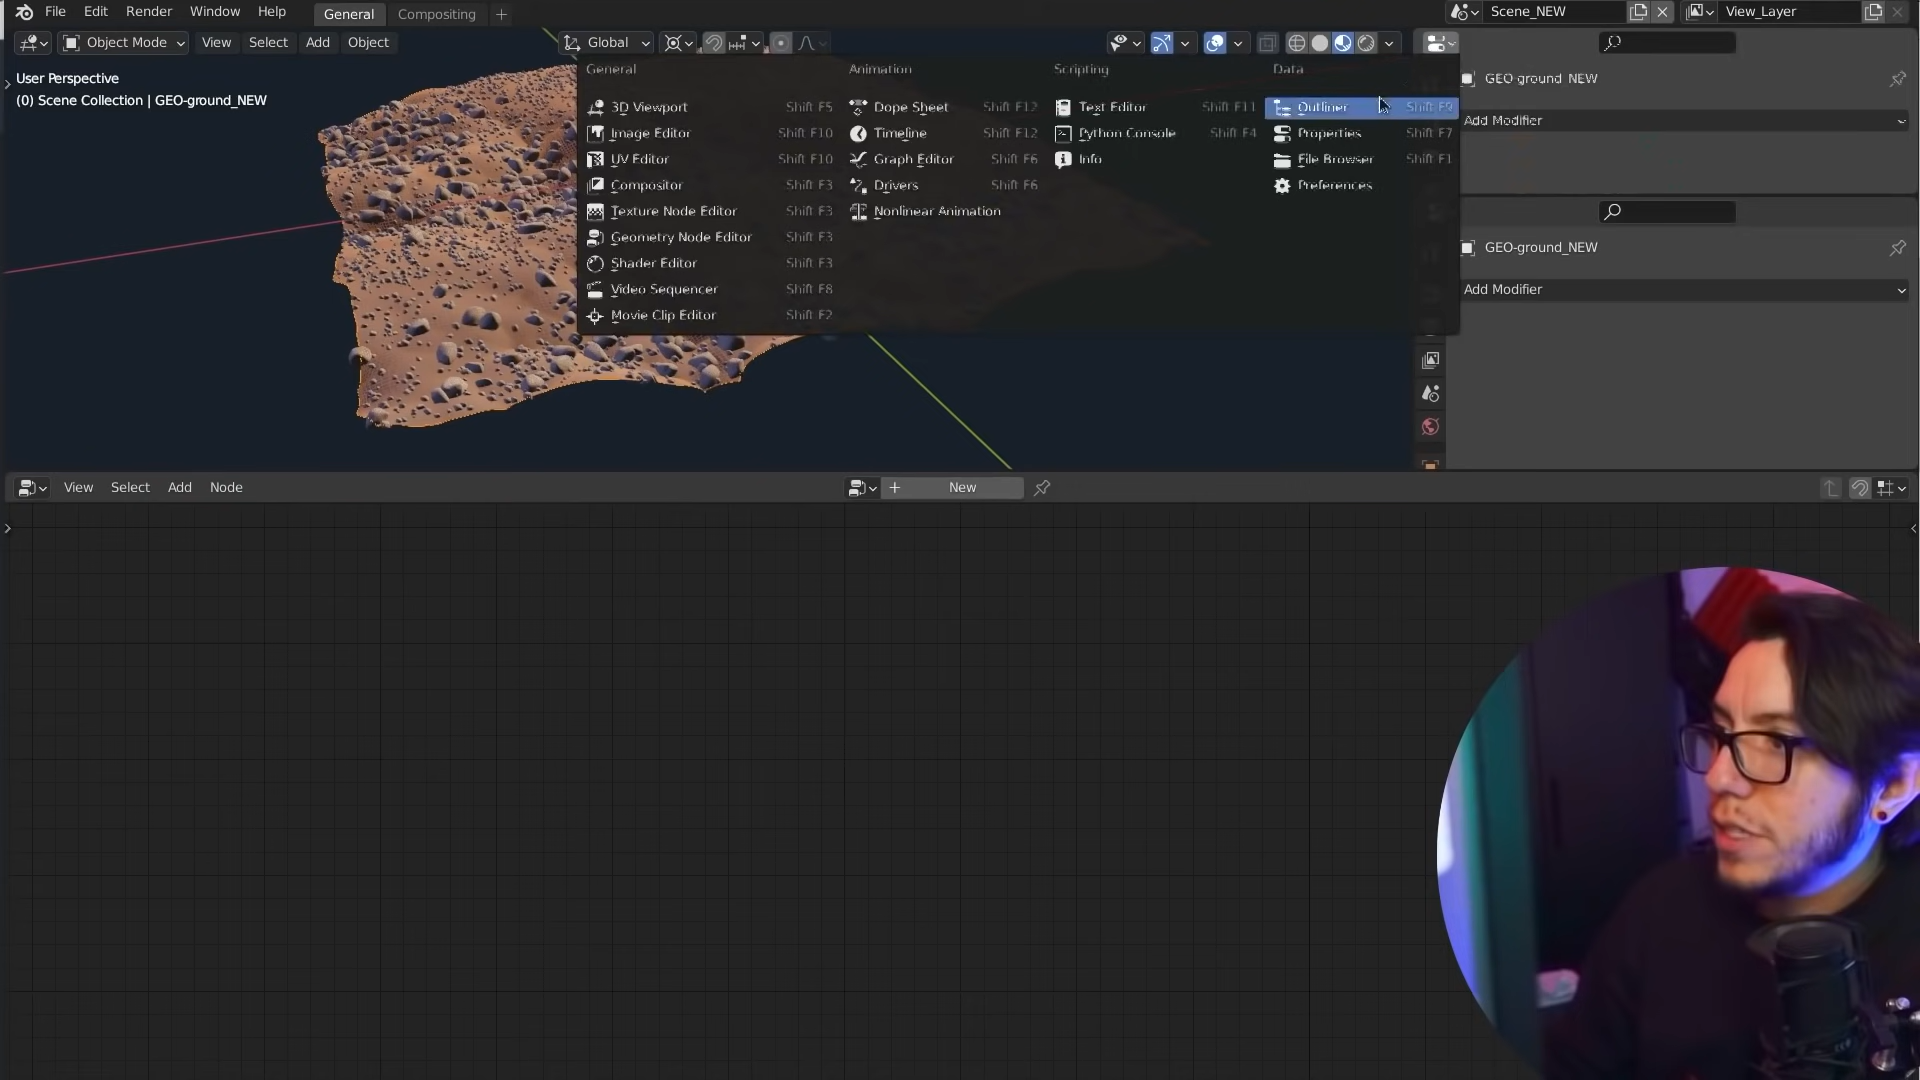 File Edit Render Window Help General Compositing + Scene_NEW View_Layer
Object Mode View Select Add Object Global
User Perspective
(0) Scene Collection | GEO-ground_NEW
General Animation Scripting Data
3D Viewport Shift F5 Dope Sheet Shift F12 Text Editor Shift F11 Outliner Shift F9
Image Editor Shift F10 Timeline Shift F12 Python Console Shift F4 Properties Shift F7
UV Editor Shift F10 Graph Editor Shift F6 Info File Browser Shift F1
Compositor Shift F3 Drivers Shift F6 Preferences
Texture Node Editor Shift F3 Nonlinear Animation
Geometry Node Editor Shift F3
Shader Editor Shift F3
Video Sequencer Shift F8
Movie Clip Editor Shift F2
GEO-ground_NEW
Add Modifier
GEO-ground_NEW
Add Modifier
View Select Add Node + New